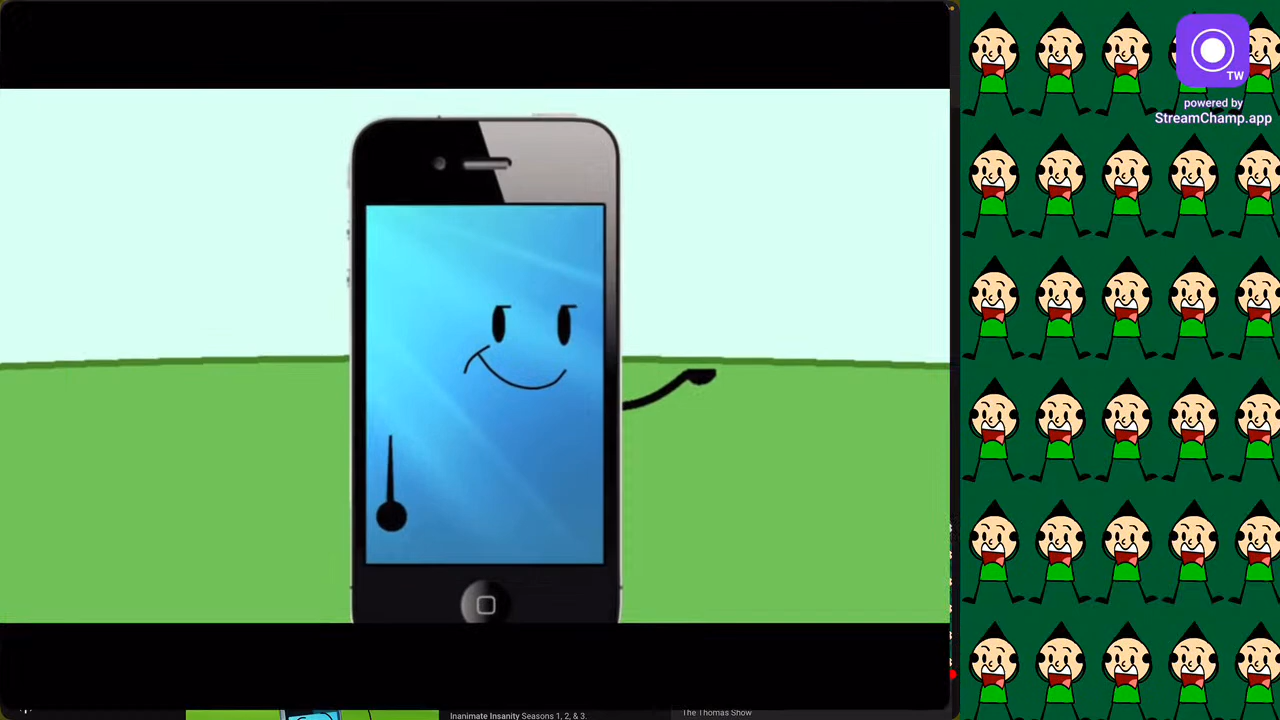 TW
powered by
StreamChamp.app
Inanimate Insanity Seasons 1, 2, & 3.
The Thomas Show